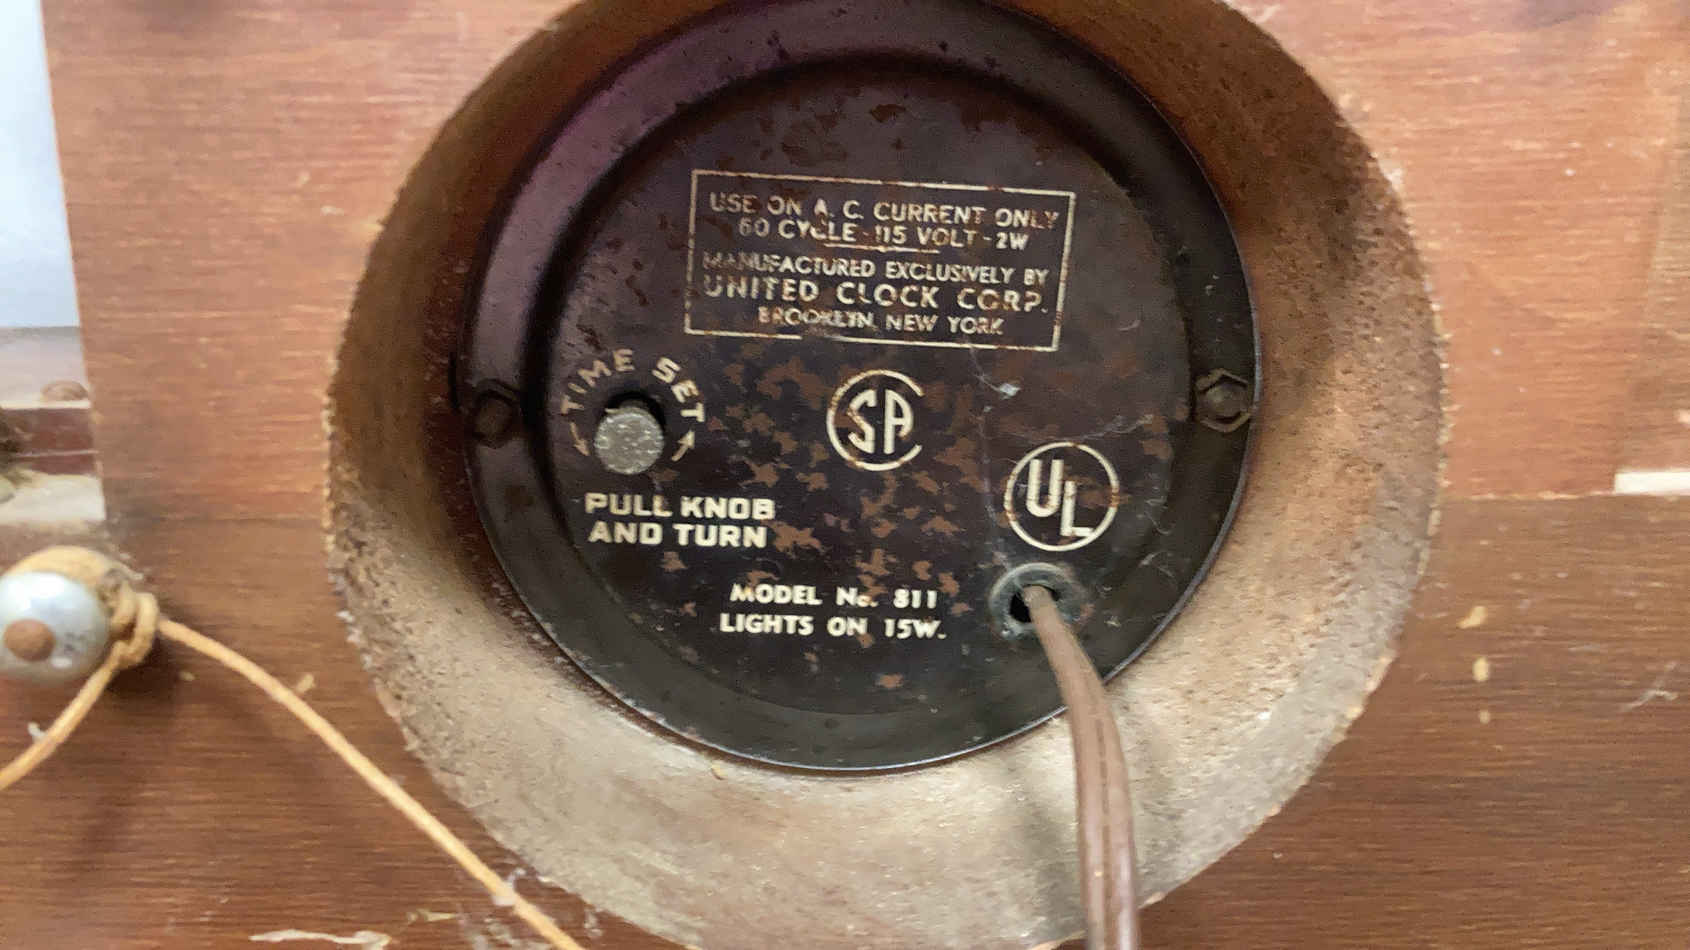 USE ON A. C. CURRENT ONLY
60 CYCLE - 115 VOLT - 2W
MANUFACTURED EXCLUSIVELY BY
UNITED CLOCK CORP.
BROOKLYN, NEW YORK
TIME SET
PULL KNOB
AND TURN
SA
UL
MODEL No. 811
LIGHTS ON 15W.